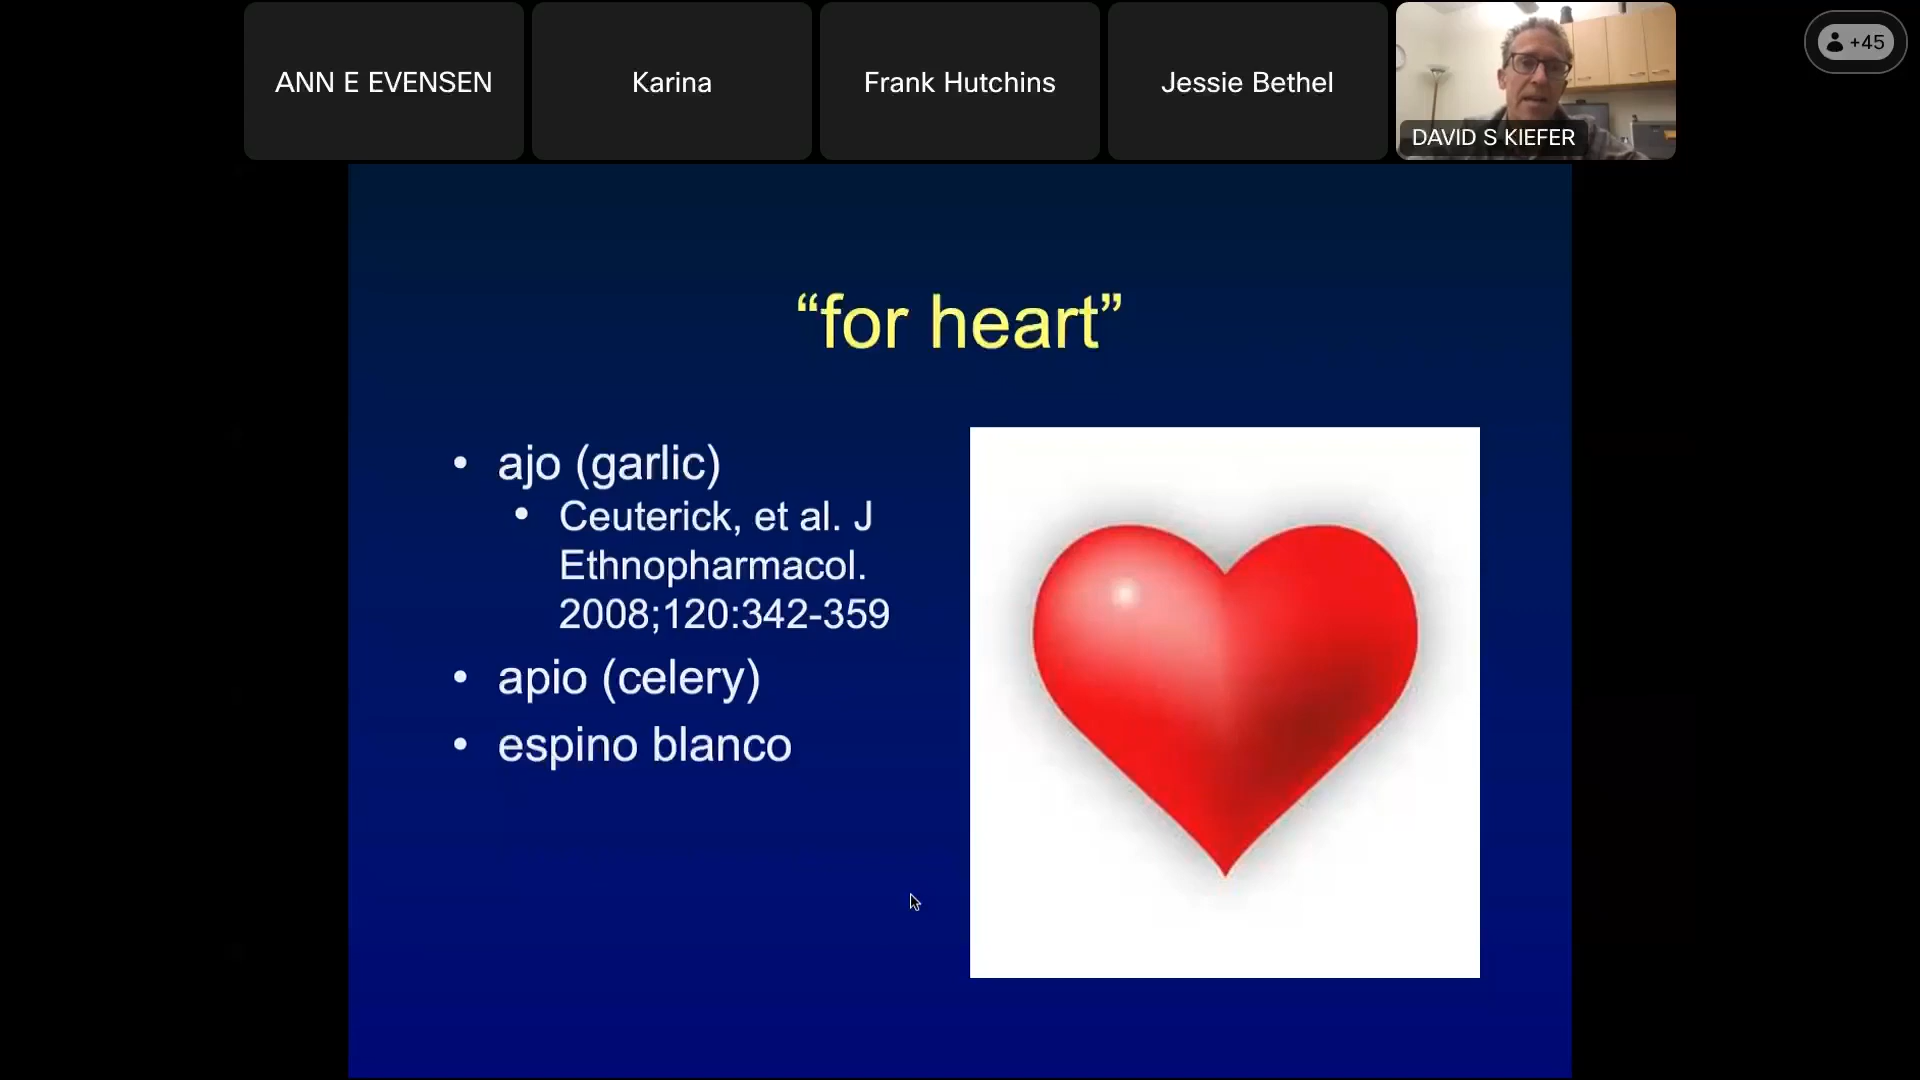 ANN E EVENSEN
Karina
Frank Hutchins
Jessie Bethel
DAVID S KIEFER
+45
“for heart”
• ajo (garlic)
• Ceuterick, et al. J
Ethnopharmacol.
2008;120:342-359
• apio (celery)
• espino blanco